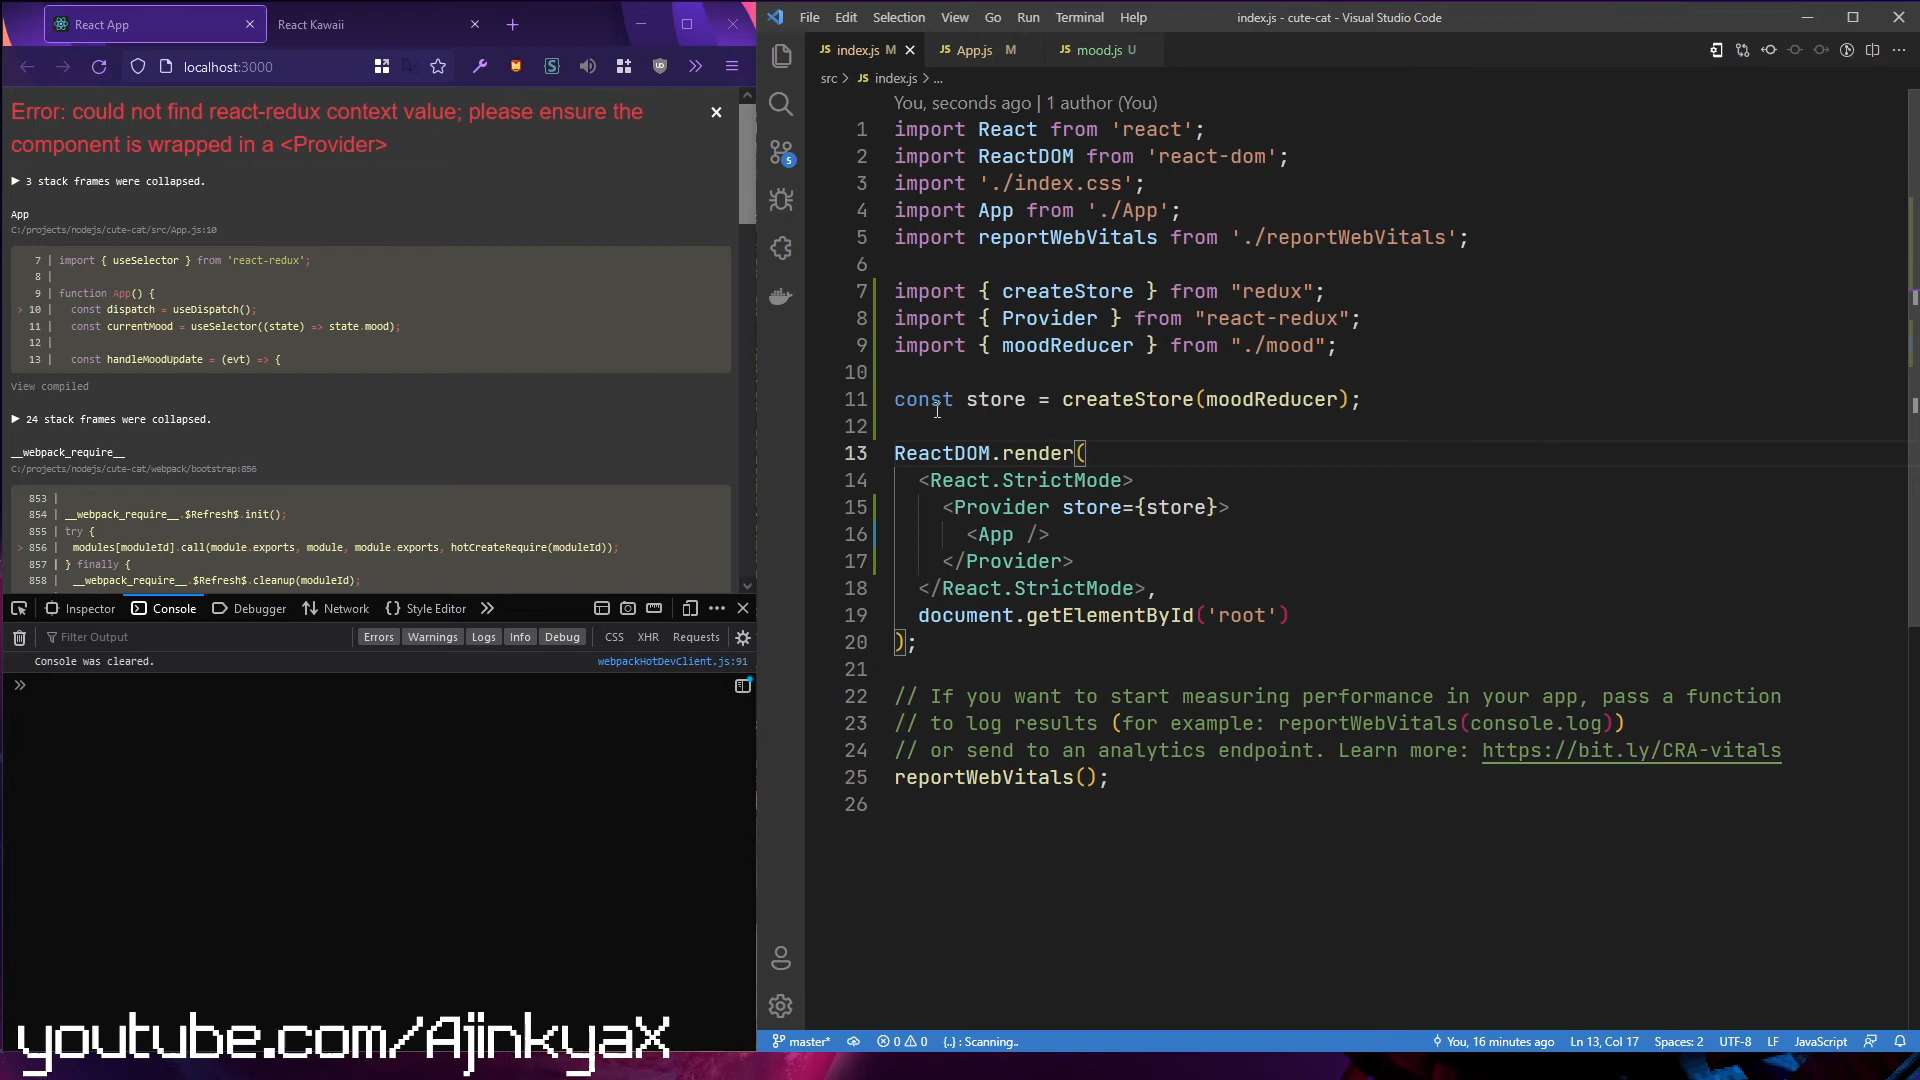 React App
React Kawaii
localhost:3000
Error: could not find react-redux context value; please ensure the
component is wrapped in a <Provider>
▶ 3 stack frames were collapsed.
App
C:/projects/nodejs/cute-cat/src/App.js:10
7 | import { useSelector } from 'react-redux';
8 |
9 | function App() {
> 10 | const dispatch = useDispatch();
11 | const currentMood = useSelector((state) => state.mood);
12 |
13 | const handleMoodUpdate = (evt) => {
View compiled
▶ 24 stack frames were collapsed.
__webpack_require__
C:/projects/nodejs/cute-cat/webpack/bootstrap:856
853 |
854 | __webpack_require__.$Refresh$.init();
855 | try {
> 856 | modules[moduleId].call(module.exports, module, module.exports, hotCreateRequire(moduleId));
857 | } finally {
858 | __webpack_require__.$Refresh$.cleanup(moduleId);
Inspector Console Debugger Network Style Editor
Filter Output Errors Warnings Logs Info Debug CSS XHR Requests
Console was cleared. webpackHotDevClient.js:91
youtube.com/AjinkyaX
File Edit Selection View Go Run Terminal Help index.js - cute-cat - Visual Studio Code
JS index.js M JS App.js M JS mood.js U
src > JS index.js > ...
5
You, seconds ago | 1 author (You)
1 import React from 'react';
2 import ReactDOM from 'react-dom';
3 import './index.css';
4 import App from './App';
5 import reportWebVitals from './reportWebVitals';
6
7 import { createStore } from "redux";
8 import { Provider } from "react-redux";
9 import { moodReducer } from "./mood";
10
11 const store = createStore(moodReducer);
12
13 ReactDOM.render(
14 <React.StrictMode>
15 <Provider store={store}>
16 <App />
17 </Provider>
18 </React.StrictMode>,
19 document.getElementById('root')
20 );
21
22 // If you want to start measuring performance in your app, pass a function
23 // to log results (for example: reportWebVitals(console.log))
24 // or send to an analytics endpoint. Learn more: https://bit.ly/CRA-vitals
25 reportWebVitals();
26
master* 0 0 {..} : Scanning.. You, 16 minutes ago Ln 13, Col 17 Spaces: 2 UTF-8 LF JavaScript